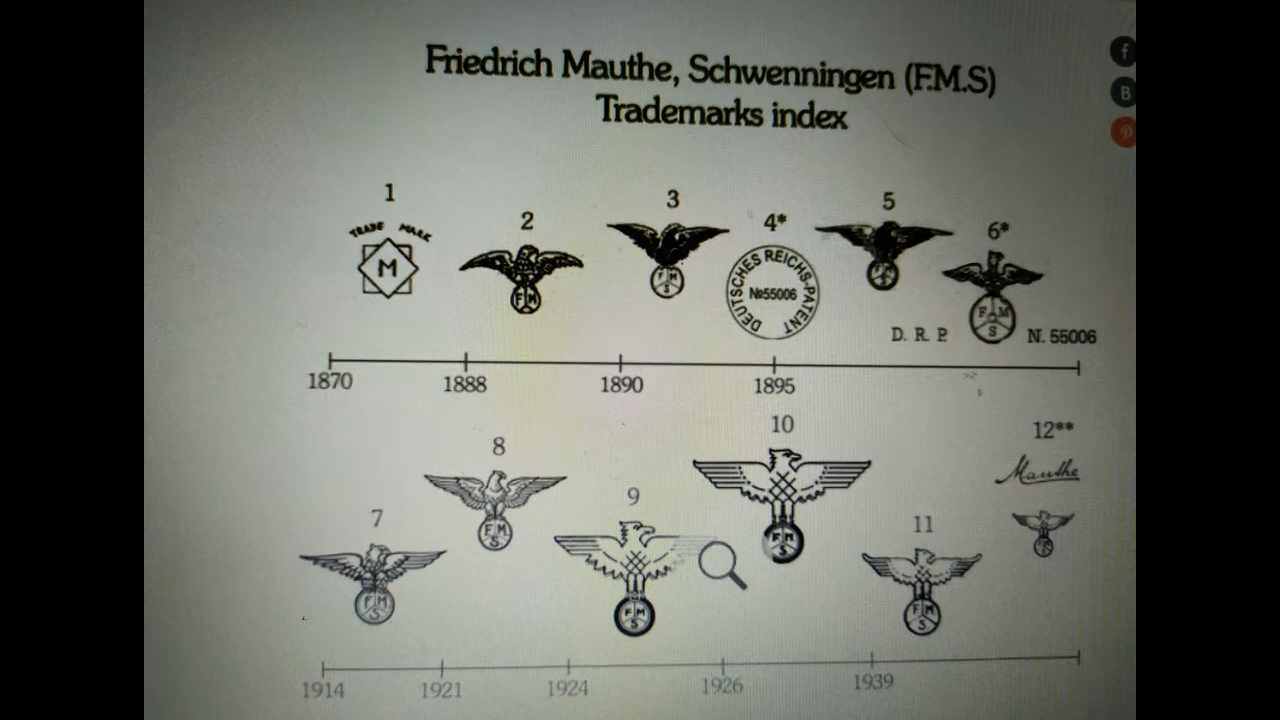 Friedrich Mauthe, Schwenningen (F.M.S)
Trademarks index
1
2
3
4*
5
6*
TRADE MARK
M
F M
F M S
DEUTSCHES REICHS-PATENT
№55006
F M S
F M S
D. R. P. N. 55006
1870 1888 1890 1895
7
8
9
10
11
12**
Mauthe
F M S
F M S
F M S
F M S
F M S
1914 1921 1924 1926 1939
f
B